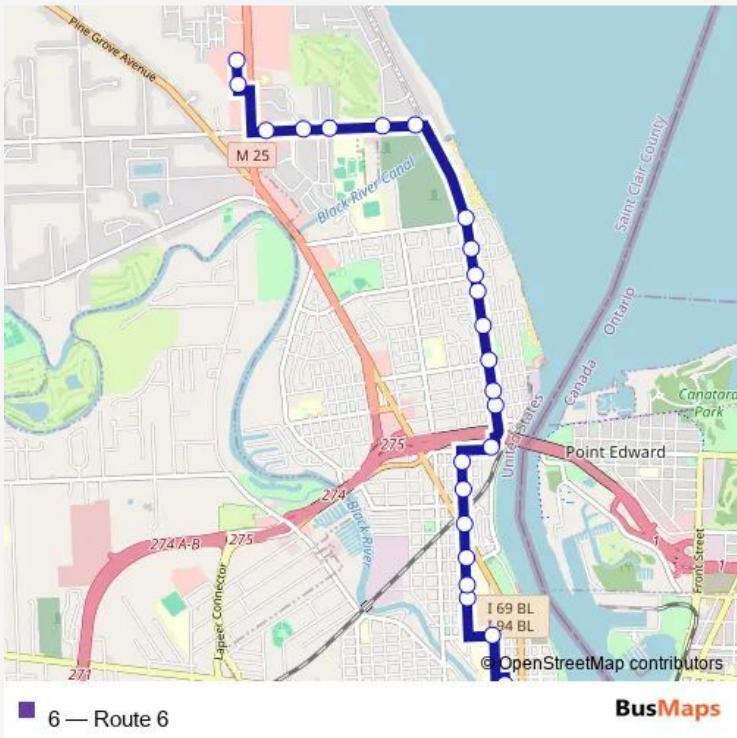 Pine Grove Avenue
M 25
Black River Canal
Saint Clair County
Ontario
Canada
United States
Canatara
Park
Point Edward
275
274
274 A-B
275
Black River
Lapeer Connector
271
1
1
Front Street
I 69 BL
I 94 BL
© OpenStreetMap contributors
6 — Route 6
BusMaps